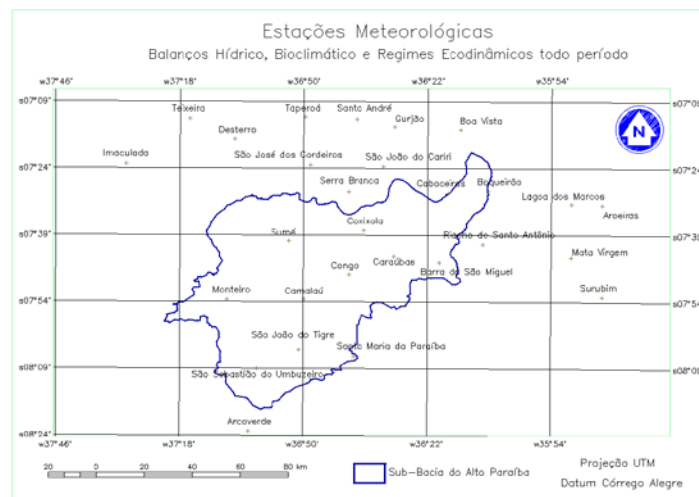 Estações Meteorológicas
Balanços Hídrico, Bioclimático e Regimes Ecodinâmicos todo período
w37°46' w37°18' w36°50' w36°22' w35°54'
s07°09' s07°09'
Teixeira Taperoá Santo André
Gurjão Boa Vista
Desterro
N
Imaculada São José dos Cordeiros São João do Cariri
s07°24' s07°24'
Serra Branca Cabaceiras Boqueirão
Lagoa dos Marcos
Aroeiras
Coxixola
Sumé Riacho de Santo Antônio
s07°39' s07°39'
Mata Virgem
Congo Caraúbas Barra de São Miguel
Monteiro Camalaú Surubim
s07°54' s07°54'
São João do Tigre
Santa Maria da Paraíba
s08°09' s08°09'
São Sebastião do Umbuzeiro
Arcoverde
s08°24' s08°24'
w37°46' w37°18' w36°50' w36°22' w35°54'
20 0 20 40 60 80 km
Sub-Bacia do Alto Paraíba
Projeção UTM
Datum Córrego Alegre